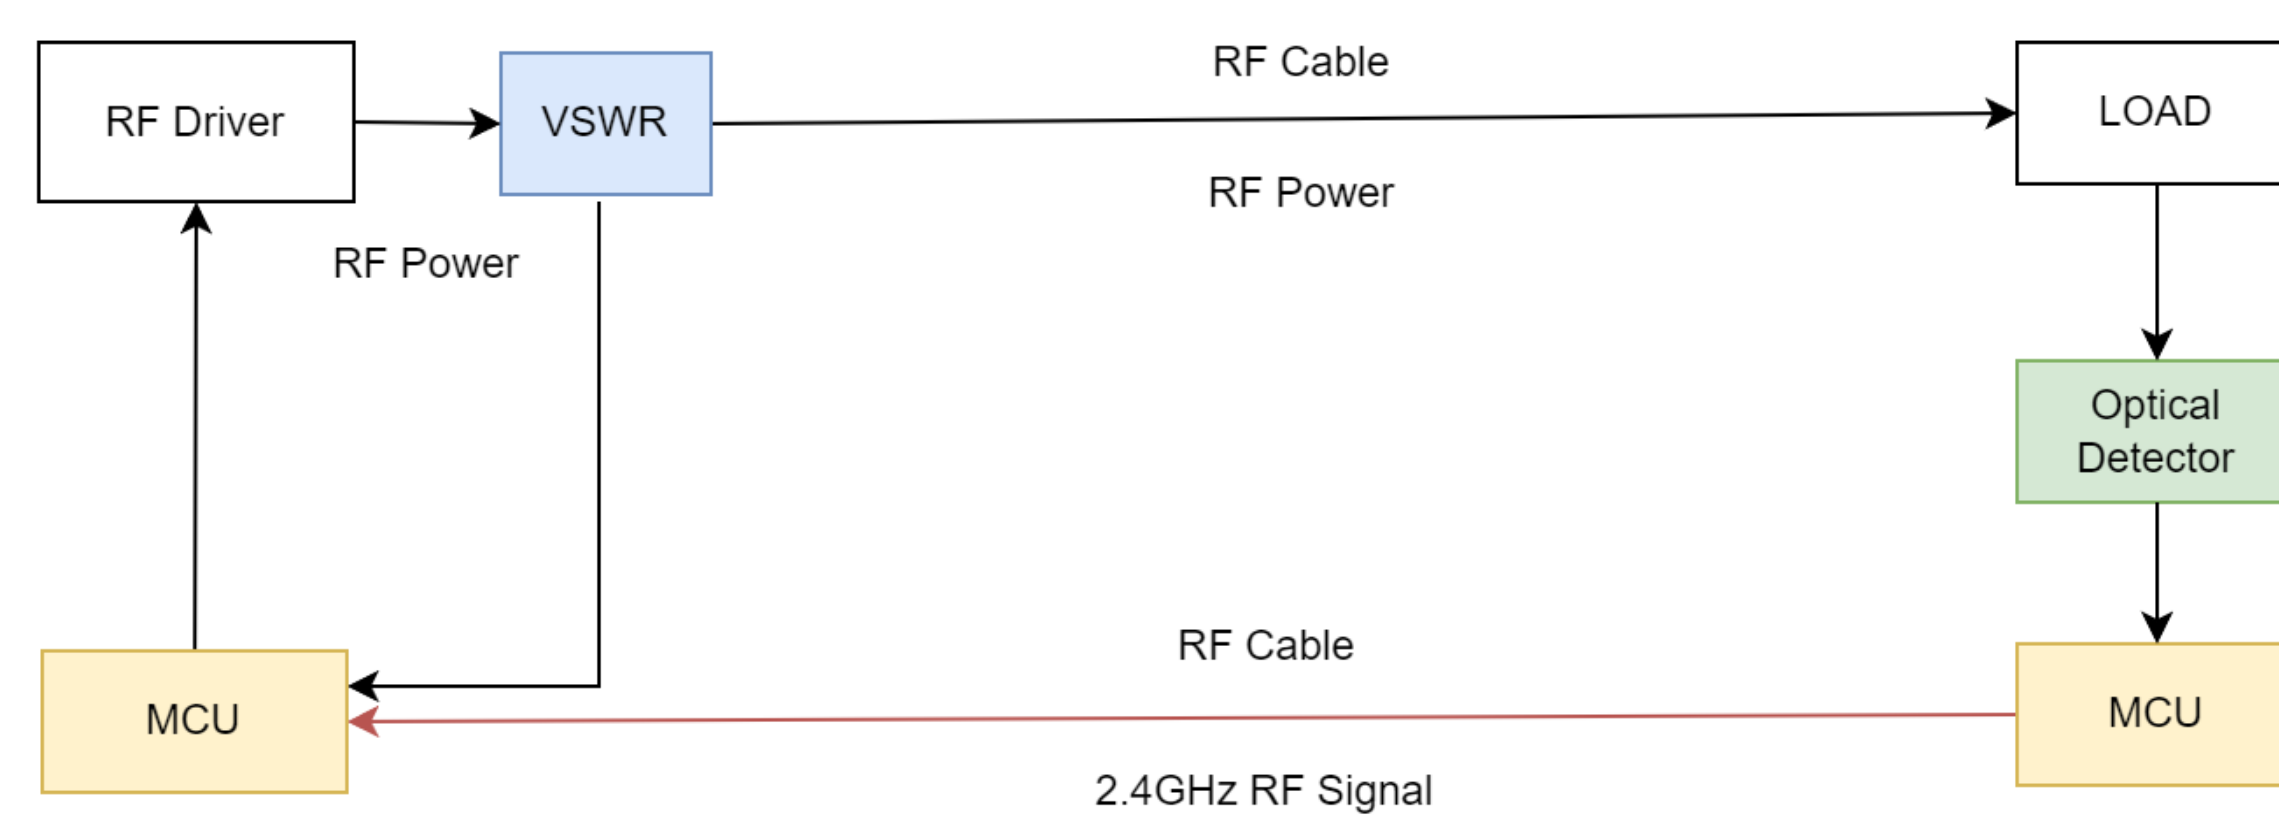 RF Cable
RF Driver
VSWR
LOAD
RF Power
RF Power
Optical
Detector
RF Cable
MCU
MCU
2.4GHz RF Signal